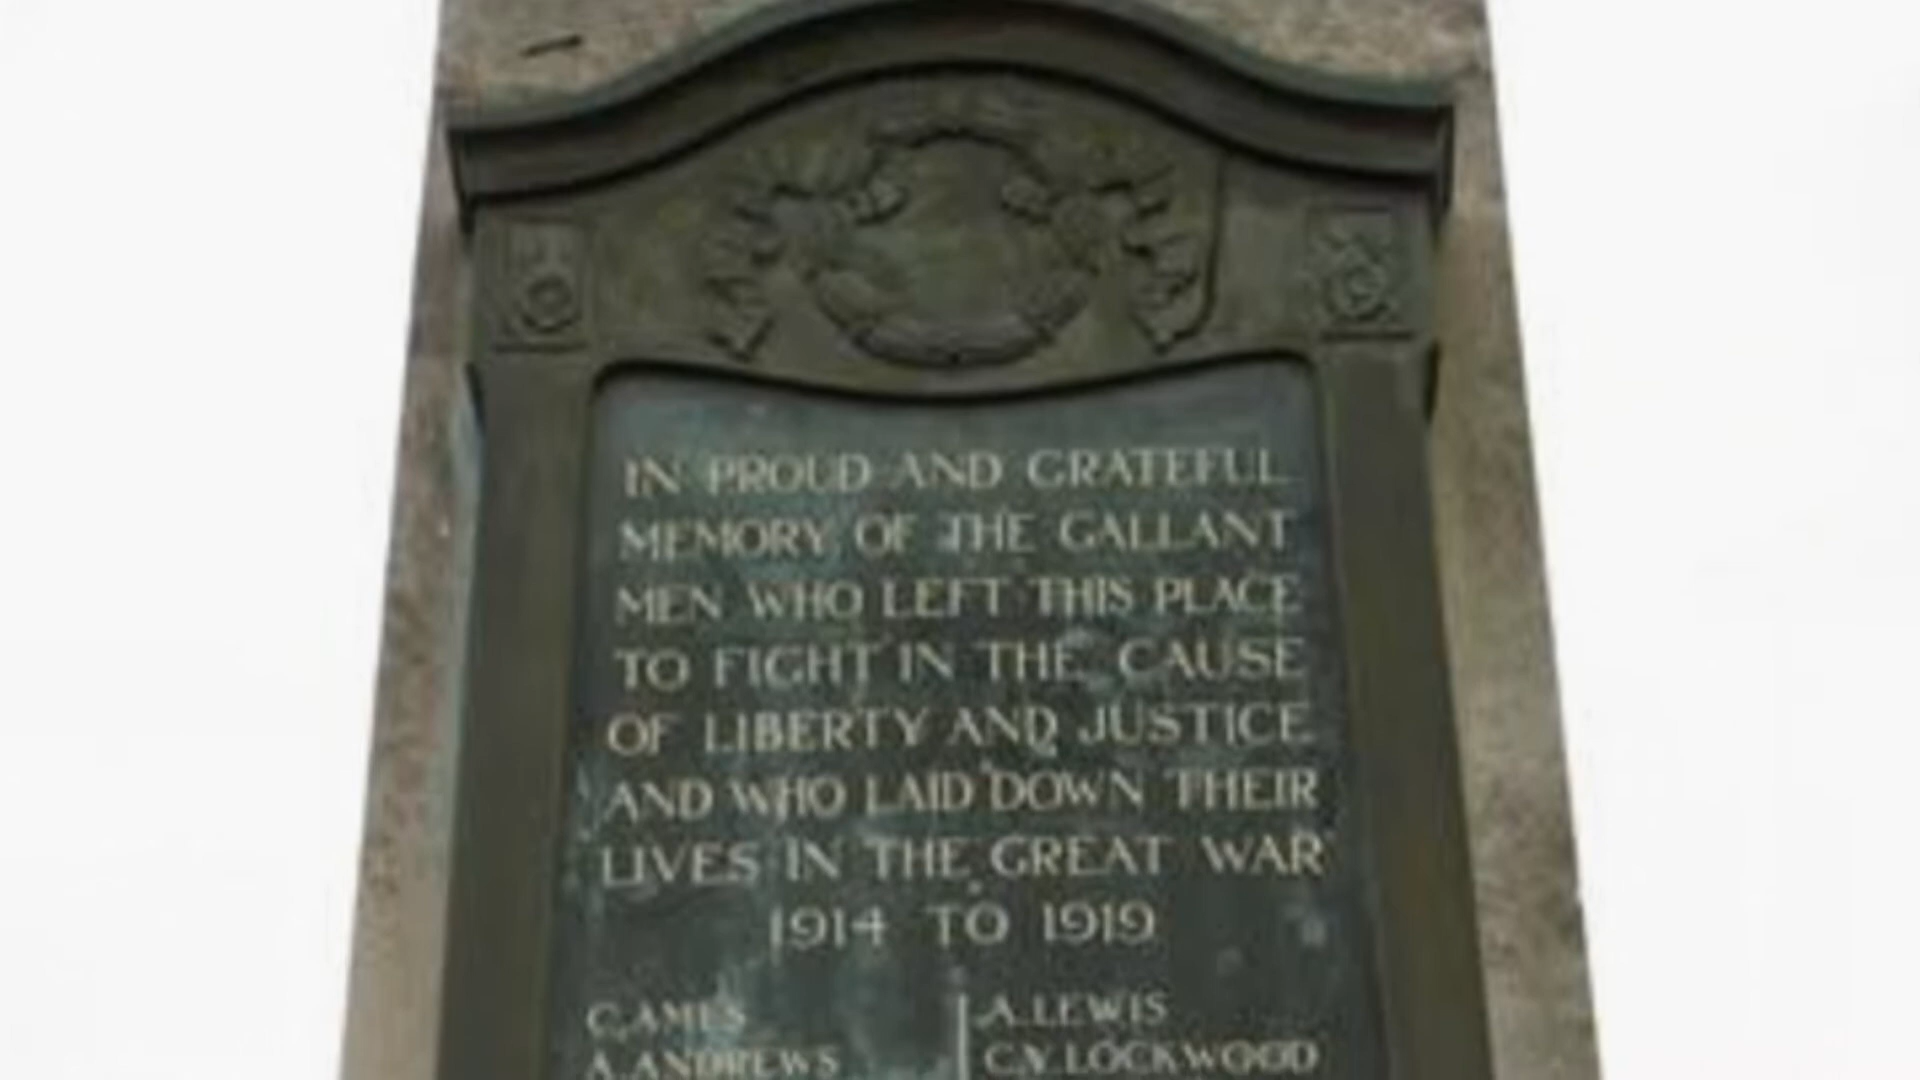 IN PROUD AND GRATEFUL
MEMORY OF THE GALLANT
MEN WHO LEFT THIS PLACE
TO FIGHT IN THE CAUSE
OF LIBERTY AND JUSTICE
AND WHO LAID DOWN THEIR
LIVES IN THE GREAT WAR
1914 TO 1919
C. AMES
A. ANDREWS
A. LEWIS
C.V. LOCKWOOD